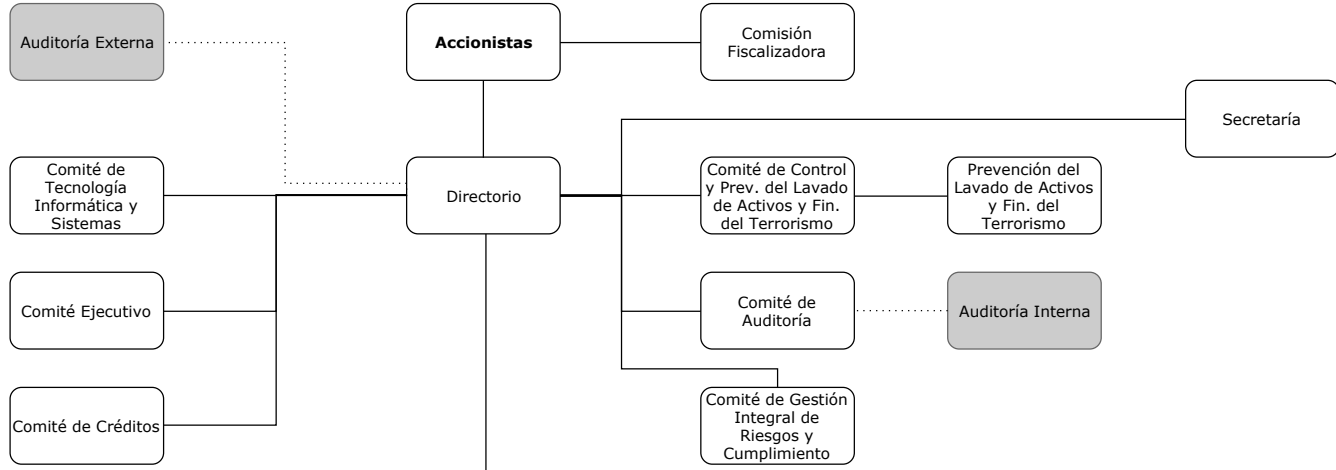 Auditoría Externa
Accionistas
Comisión
Fiscalizadora
Secretaría
Comité de
Tecnología
Informática y
Sistemas
Directorio
Comité de Control
y Prev. del Lavado
de Activos y Fin.
del Terrorismo
Prevención del
Lavado de Activos
y Fin. del
Terrorismo
Comité Ejecutivo
Comité de
Auditoría
Auditoría Interna
Comité de Créditos
Comité de Gestión
Integral de
Riesgos y
Cumplimiento